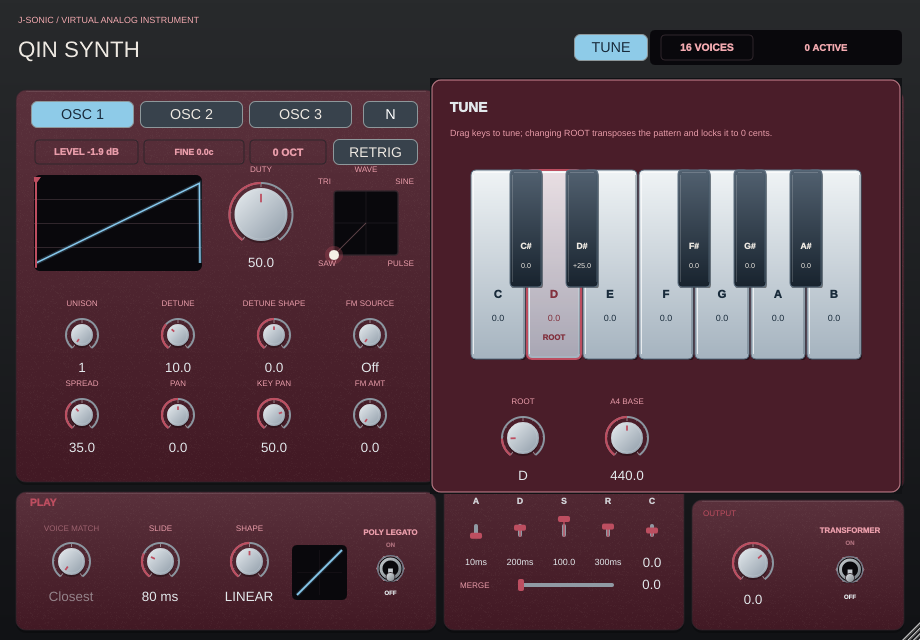 J-SONIC / VIRTUAL ANALOG INSTRUMENT
QIN SYNTH
TUNE
16 VOICES
0 ACTIVE
OSC 1
OSC 2
OSC 3
N
LEVEL -1.9 dB
FINE 0.0c
0 OCT
RETRIG
DUTY
WAVE
TRI
SINE
SAW
PULSE
50.0
UNISON
DETUNE
DETUNE SHAPE
FM SOURCE
1
10.0
0.0
Off
SPREAD
PAN
KEY PAN
FM AMT
35.0
0.0
50.0
0.0
TUNE
Drag keys to tune; changing ROOT transposes the pattern and locks it to 0 cents.
C#
D#
F#
G#
A#
0.0
+25.0
0.0
0.0
0.0
C
D
E
F
G
A
B
0.0
0.0
0.0
0.0
0.0
0.0
0.0
ROOT
ROOT
A4 BASE
D
440.0
PLAY
VOICE MATCH
SLIDE
SHAPE
POLY LEGATO
ON
OFF
Closest
80 ms
LINEAR
A
D
S
R
C
10ms
200ms
100.0
300ms
0.0
MERGE
0.0
OUTPUT
TRANSFORMER
ON
OFF
0.0